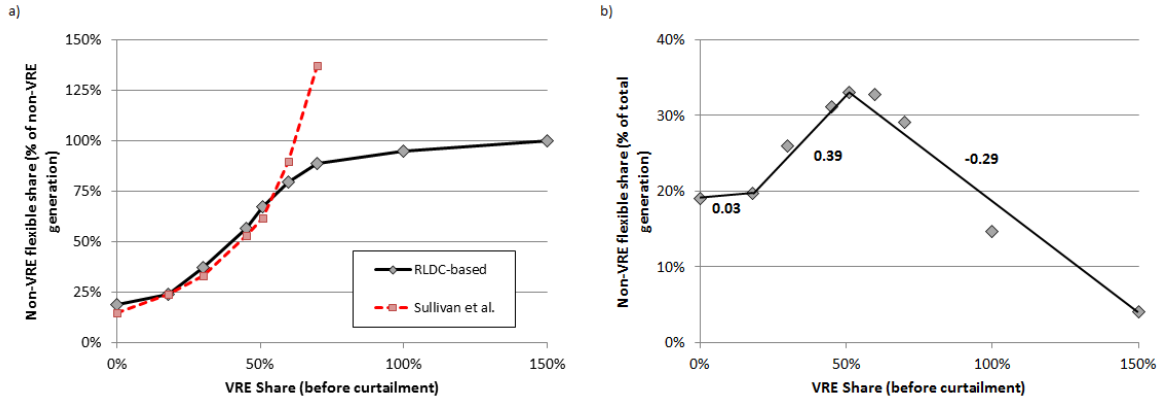 a)
Non-VRE flexible share (% of non-VRE
generation)
150%
125%
100%
75%
50%
25%
0%
0%
50%
100%
150%
VRE Share (before curtailment)
RLDC-based
Sullivan et al.
b)
Non-VRE flexible share (% of total
generation)
40%
30%
20%
10%
0%
0.03
0.39
-0.29
0%
50%
100%
150%
VRE Share (before curtailment)